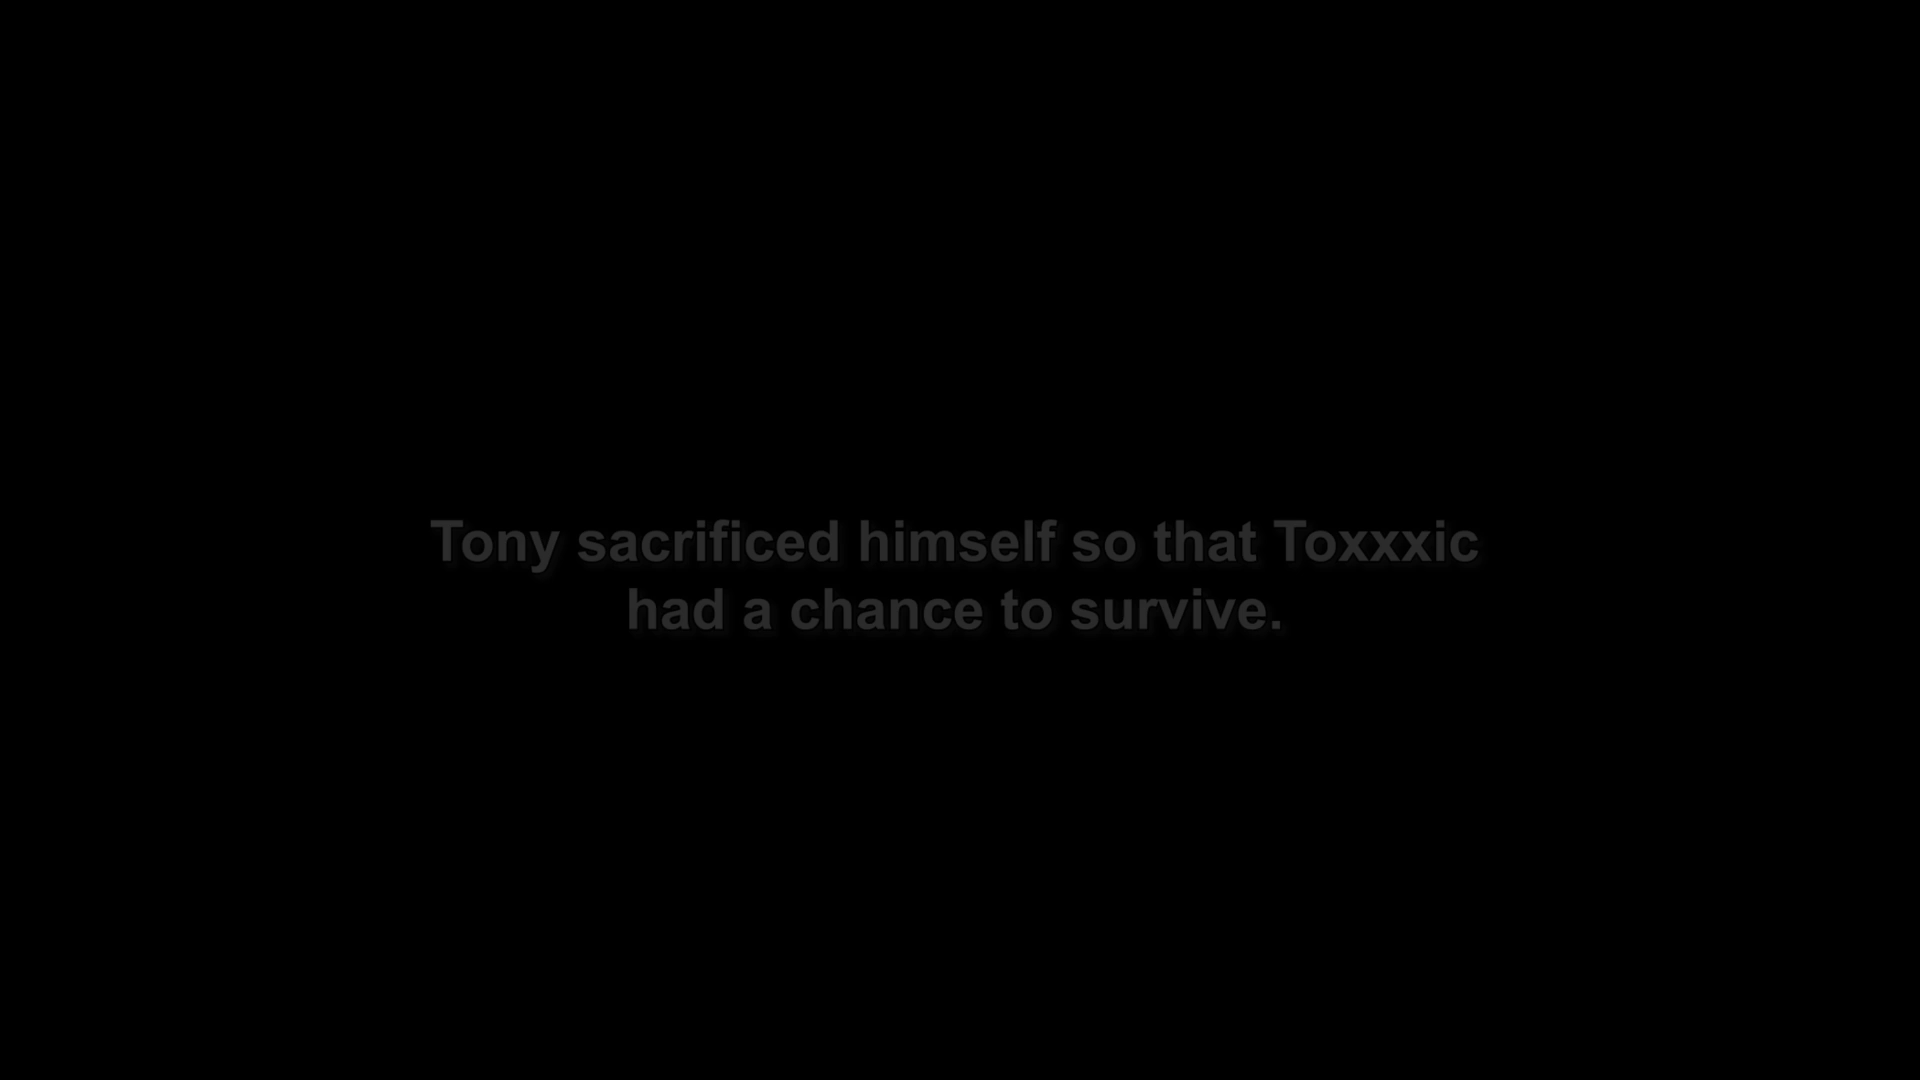 Tony sacrificed himself so that Toxxxic
had a chance to survive.